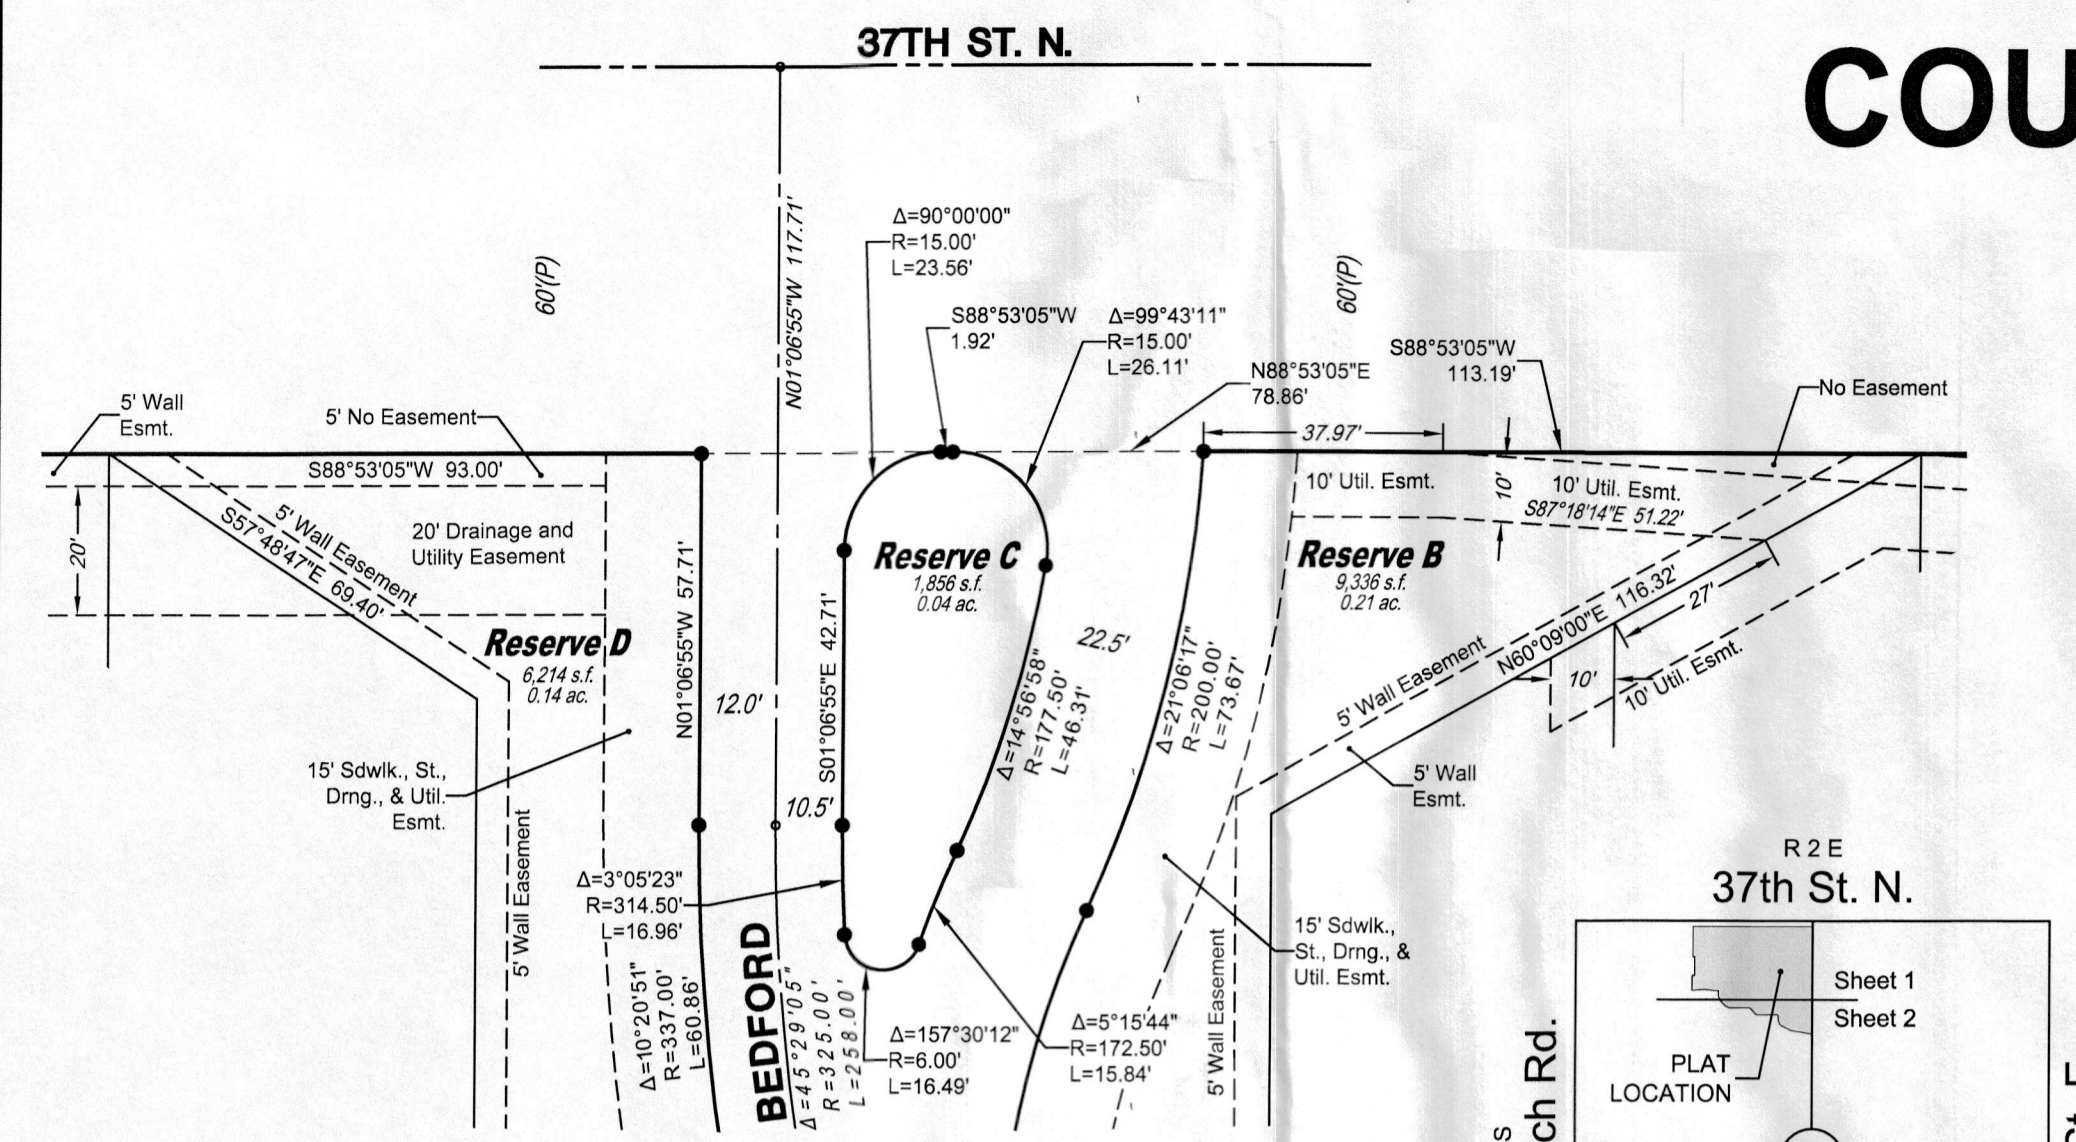 37TH ST. N.
COU
N01°06'55"W 117.71'
60'(P)
60'(P)
Δ=90°00'00"
R=15.00'
L=23.56'
S88°53'05"W
1.92'
Δ=99°43'11"
R=15.00'
L=26.11'
N88°53'05"E
78.86'
S88°53'05"W
113.19'
No Easement
5' Wall
Esmt.
5' No Easement
37.97'
S88°53'05"W 93.00'
10' Util. Esmt.
10'
10' Util. Esmt.
S87°18'14"E 51.22'
20'
5' Wall Easement
S57°48'47"E 69.40'
20' Drainage and
Utility Easement
Reserve C
1,856 s.f.
0.04 ac.
Reserve B
9,336 s.f.
0.21 ac.
Reserve D
6,214 s.f.
0.14 ac.
N01°06'55"W 57.71'
12.0'
S01°06'55"E 42.71'
10.5'
22.5'
Δ=14°56'58"
R=177.50'
L=46.31'
Δ=21°06'17"
R=200.00'
L=73.67'
5' Wall Easement
N60°09'00"E 116.32'
27'
10'
10' Util. Esmt.
5' Wall
Esmt.
15' Sdwlk., St.,
Drng., & Util.
Esmt.
5' Wall Easement
Δ=3°05'23"
R=314.50'
L=16.96'
Δ=10°20'51"
R=337.00'
L=60.86'
BEDFORD
Δ=45°29'05"
R=325.00'
L=258.00'
Δ=157°30'12"
R=6.00'
L=16.49'
Δ=5°15'44"
R=172.50'
L=15.84'
5' Wall Easement
15' Sdwlk.,
St., Drng., &
Util. Esmt.
R 2 E
37th St. N.
Sheet 1
Sheet 2
PLAT
LOCATION
ch Rd.
s